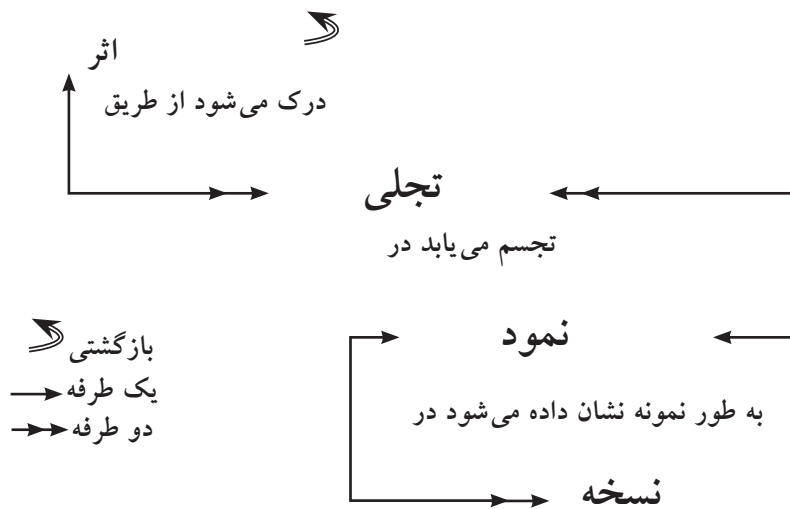 اثر
درک می‌شود از طریق
تجلی
تجسم می‌یابد در
نمود
به طور نمونه نشان داده می‌شود در
نسخه
بازگشتی
یک طرفه
دو طرفه